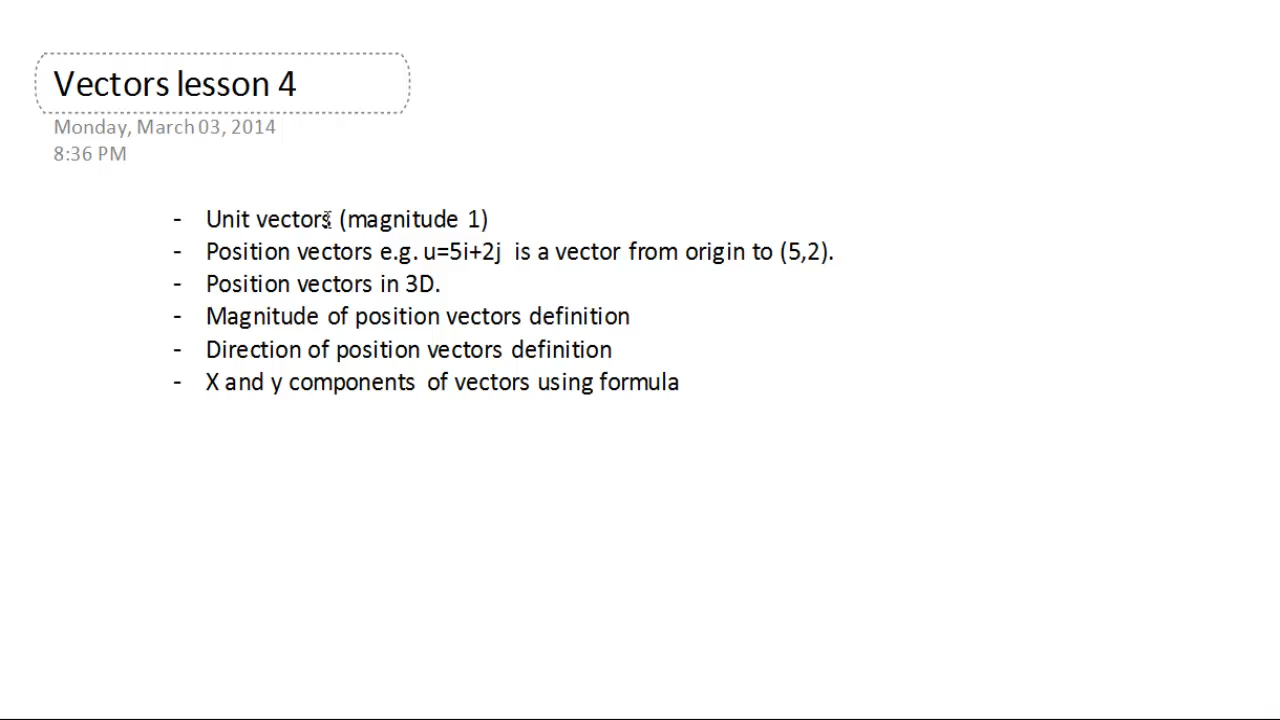 Vectors lesson 4
Monday, March 03, 2014
8:36 PM
- Unit vectors (magnitude 1)
- Position vectors e.g. u=5i+2j is a vector from origin to (5,2).
- Position vectors in 3D.
- Magnitude of position vectors definition
- Direction of position vectors definition
- X and y components of vectors using formula